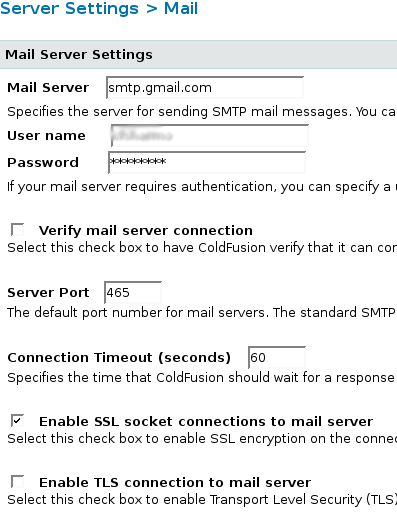 Server Settings > Mail
Mail Server Settings
Mail Server smtp.gmail.com
Specifies the server for sending SMTP mail messages. You ca
User name
Password ********
If your mail server requires authentication, you can specify a
Verify mail server connection
Select this check box to have ColdFusion verify that it can
Server Port 465
The default port number for mail servers. The standard SMTP
Connection Timeout (seconds) 60
Specifies the time that ColdFusion should wait for a response
Enable SSL socket connections to mail server
Select this check box to enable SSL encryption on the
Enable TLS connection to mail server
Select this check box to enable Transport Level Security (TLS)